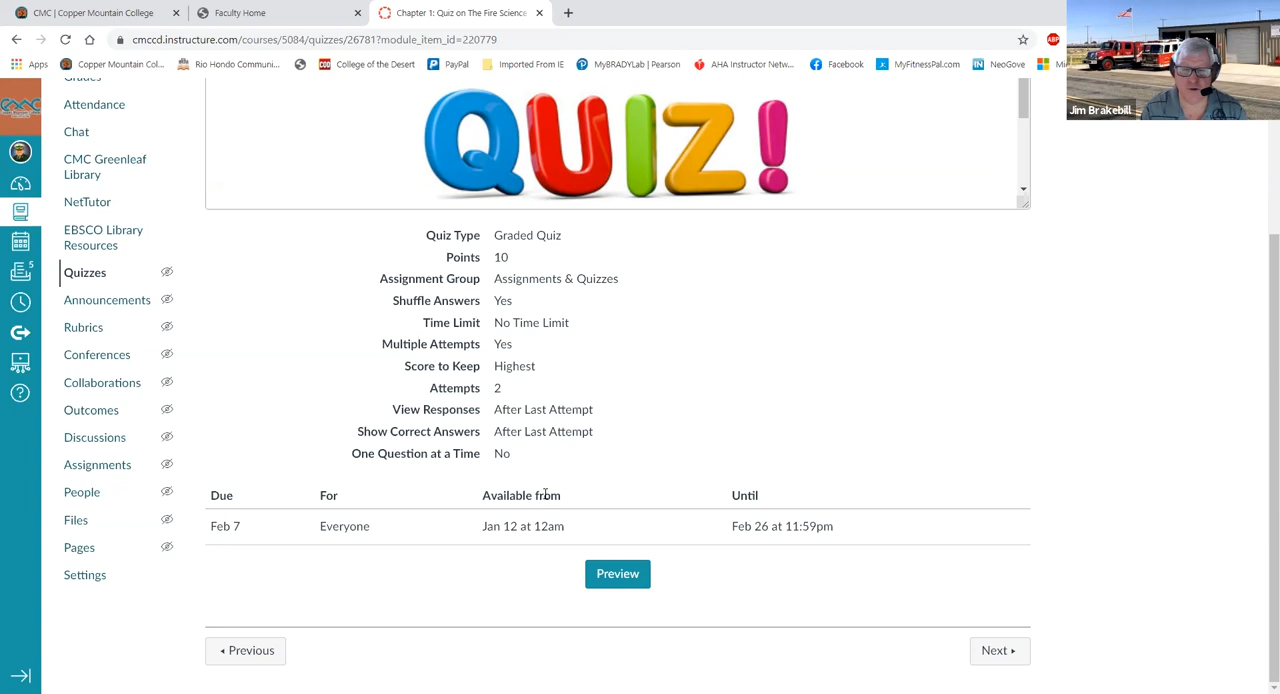 CMC | Copper Mountain College
Faculty Home
Chapter 1: Quiz on The Fire Science
cmccd.instructure.com/courses/5084/quizzes/26781?module_item_id=220779
ABP
Apps
Copper Mountain Col...
Rio Hondo Communi...
COD College of the Desert
PayPal
Imported From IE
MyBRADYLab | Pearson
AHA Instructor Netw...
Facebook
MyFitnessPal.com
NeoGove
Jim Brakebill
Grades
Attendance
Chat
CMC Greenleaf
Library
NetTutor
EBSCO Library
Resources
Quizzes
Announcements
Rubrics
Conferences
Collaborations
Outcomes
Discussions
Assignments
People
Files
Pages
Settings
CMC
5
QUIZ!
Quiz Type Graded Quiz
Points 10
Assignment Group Assignments & Quizzes
Shuffle Answers Yes
Time Limit No Time Limit
Multiple Attempts Yes
Score to Keep Highest
Attempts 2
View Responses After Last Attempt
Show Correct Answers After Last Attempt
One Question at a Time No
Due For Available from Until
Feb 7 Everyone Jan 12 at 12am Feb 26 at 11:59pm
Preview
Previous
Next